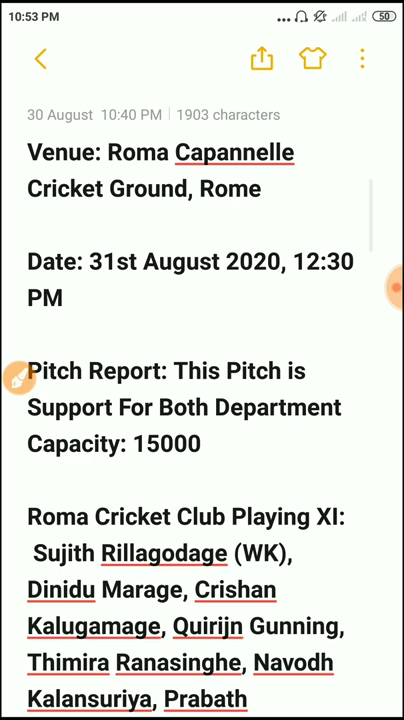 10:53 PM
50
30 August 10:40 PM | 1903 characters
Venue: Roma Capannelle
Cricket Ground, Rome
Date: 31st August 2020, 12:30
PM
Pitch Report: This Pitch is
Support For Both Department
Capacity: 15000
Roma Cricket Club Playing XI:
Sujith Rillagodage (WK),
Dinidu Marage, Crishan
Kalugamage, Quirijn Gunning,
Thimira Ranasinghe, Navodh
Kalansuriya, Prabath